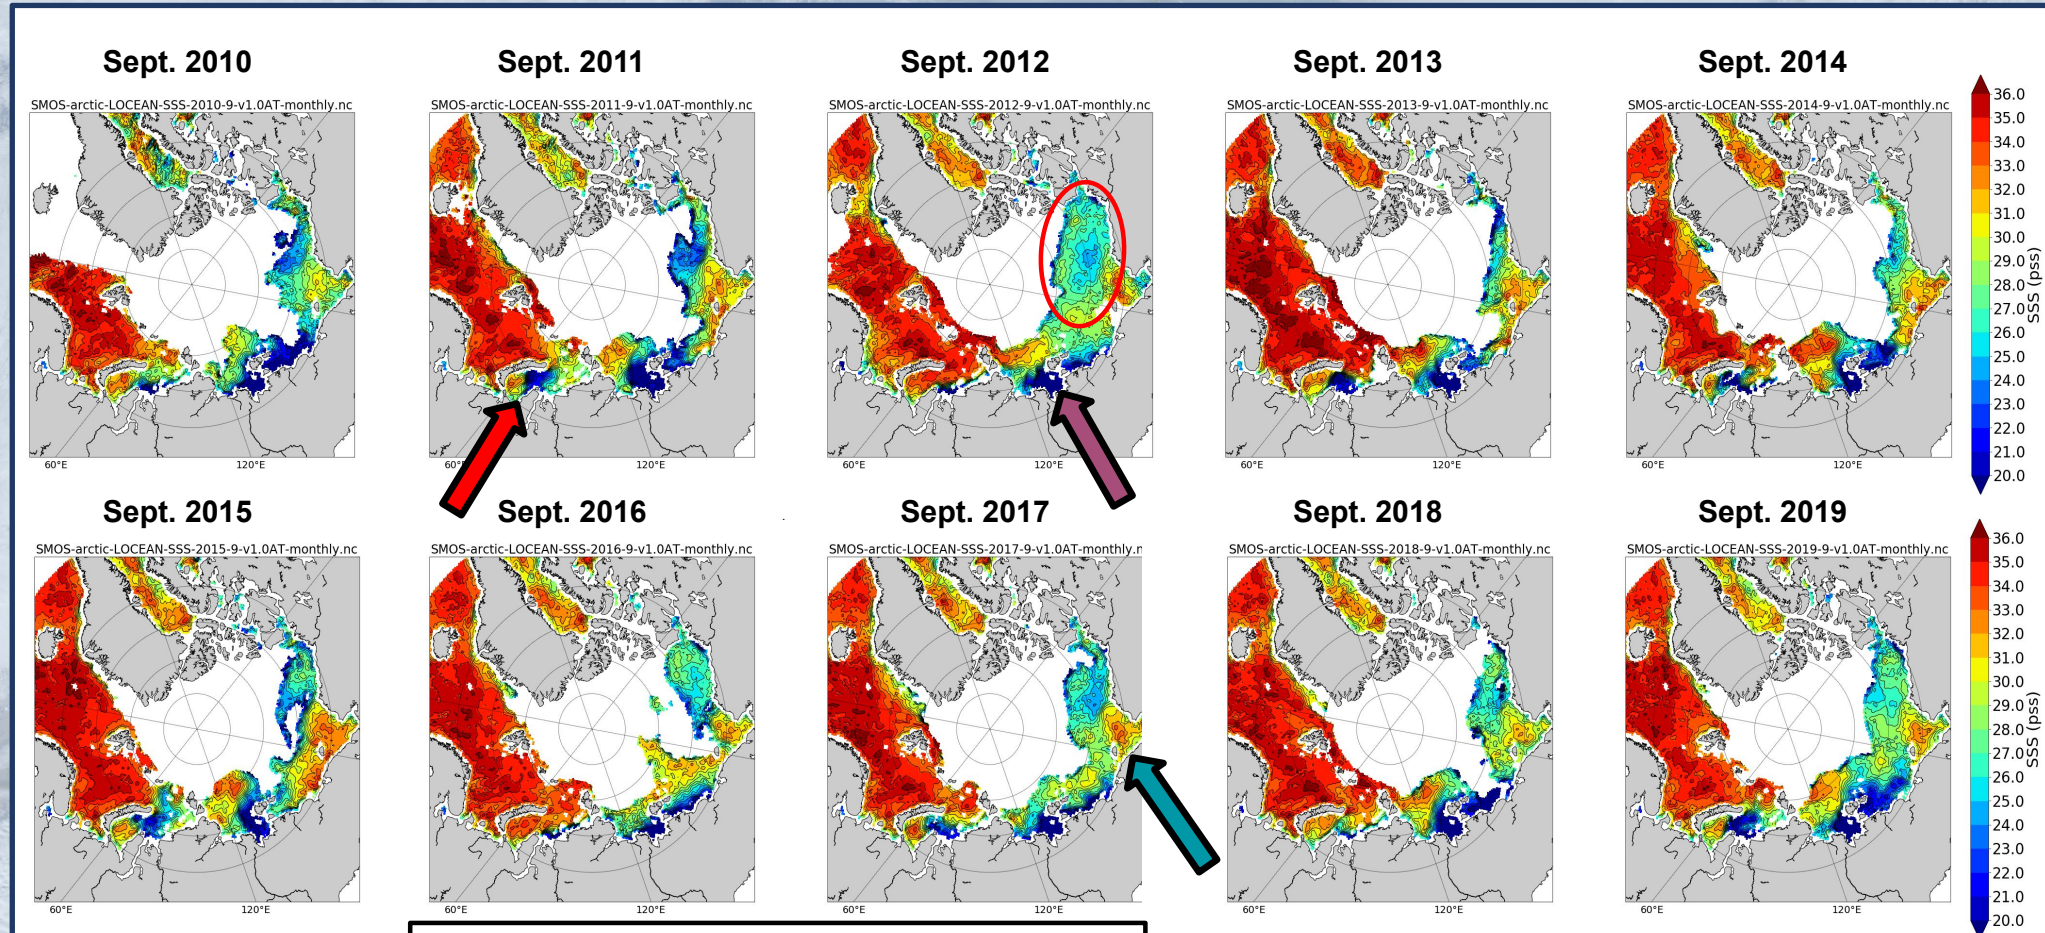 Sept. 2010
Sept. 2011
Sept. 2012
Sept. 2013
Sept. 2014
SMOS-arctic-LOCEAN-SSS-2010-9-v1.0AT-monthly.nc
SMOS-arctic-LOCEAN-SSS-2011-9-v1.0AT-monthly.nc
SMOS-arctic-LOCEAN-SSS-2012-9-v1.0AT-monthly.nc
SMOS-arctic-LOCEAN-SSS-2013-9-v1.0AT-monthly.nc
SMOS-arctic-LOCEAN-SSS-2014-9-v1.0AT-monthly.nc
36.0
35.0
34.0
33.0
32.0
31.0
30.0
29.0
28.0
27.0
26.0
25.0
24.0
23.0
22.0
21.0
20.0
SSS (pss)
60°E
120°E
60°E
120°E
60°E
120°E
60°E
120°E
60°E
120°E
Sept. 2015
Sept. 2016
Sept. 2017
Sept. 2018
Sept. 2019
SMOS-arctic-LOCEAN-SSS-2015-9-v1.0AT-monthly.nc
SMOS-arctic-LOCEAN-SSS-2016-9-v1.0AT-monthly.nc
SMOS-arctic-LOCEAN-SSS-2017-9-v1.0AT-monthly.n
SMOS-arctic-LOCEAN-SSS-2018-9-v1.0AT-monthly.nc
SMOS-arctic-LOCEAN-SSS-2019-9-v1.0AT-monthly.nc
36.0
35.0
34.0
33.0
32.0
31.0
30.0
29.0
28.0
27.0
26.0
25.0
24.0
23.0
22.0
21.0
20.0
SSS (pss)
60°E
120°E
60°E
120°E
60°E
120°E
60°E
120°E
60°E
120°E